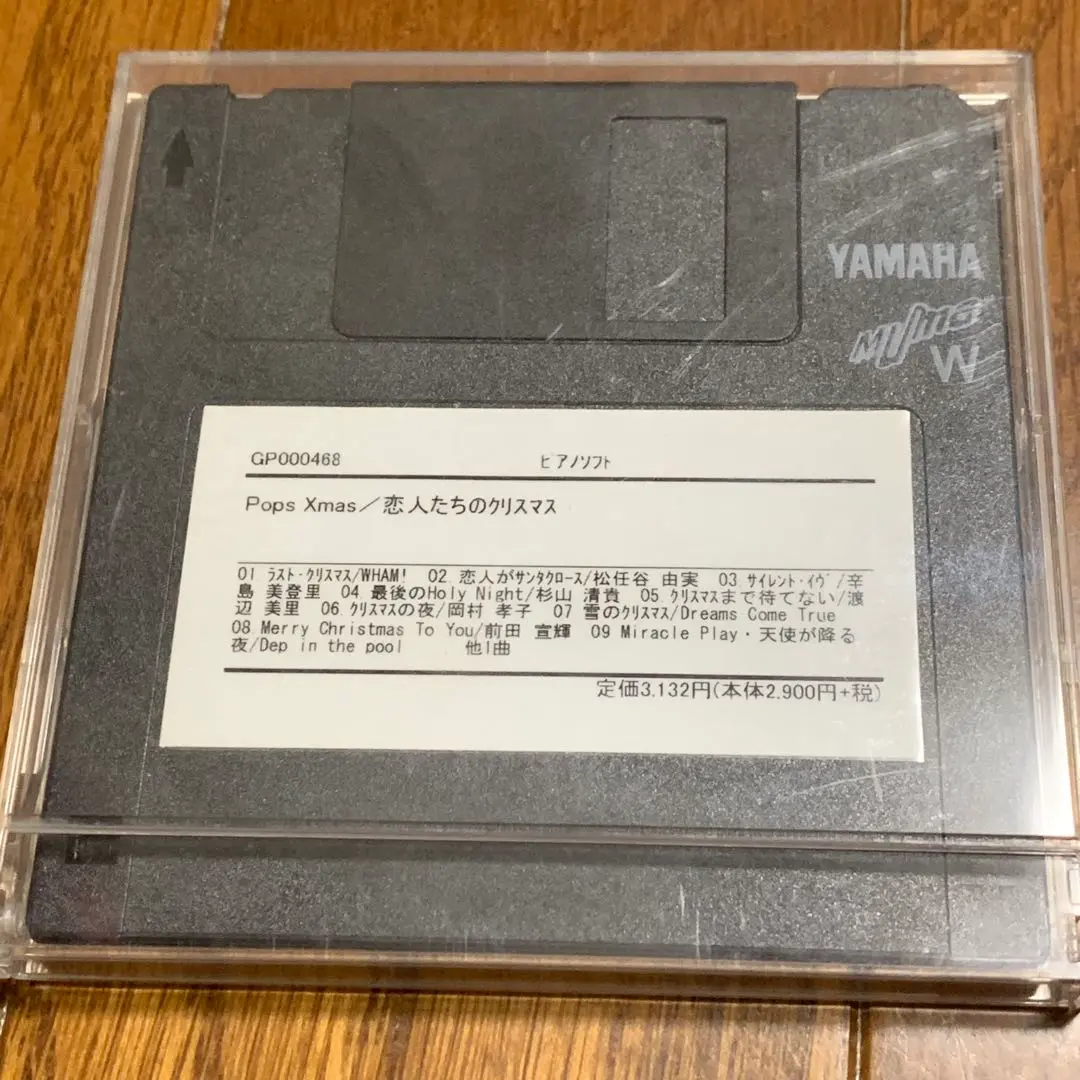 YAMAHA
W
GP000468 ピアノソフト
Pops Xmas／恋人たちのクリスマス
01 ラスト・クリスマス/WHAM! 02 恋人がサンタクロース/松任谷 由実 03 サイレント・イヴ/辛
島 美登里 04 最後のHoly Night/杉山 清貴 05 クリスマスまで待てない/渡
辺 美里 06 クリスマスの夜/岡村 孝子 07 雪のクリスマス/Dreams Come True
08 Merry Christmas To You/前田 宣輝 09 Miracle Play・天使が降る
夜/Dep in the pool 他1曲
定価3,132円(本体2,900円+税)